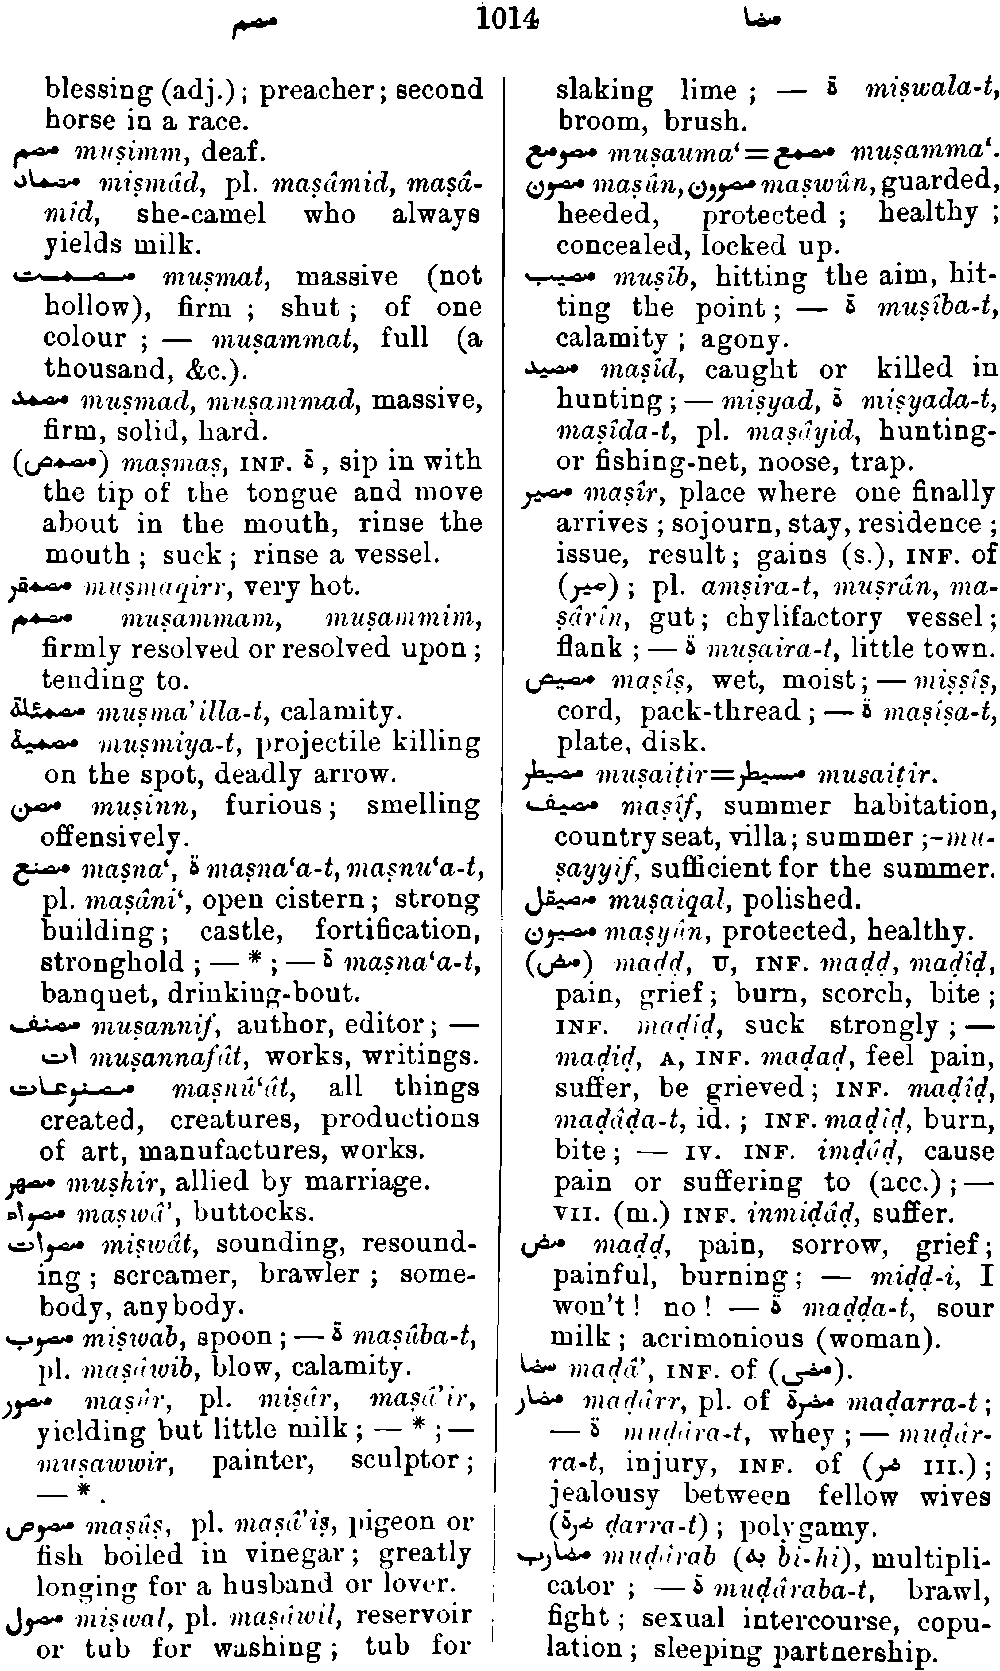 مصم 1014 مضا
blessing (adj.); preacher; second
horse in a race.
مصم muṣimm, deaf.
مصماد miṣmâd, pl. maṣâmid, maṣâ-
mîd, she-camel who always
yields milk.
مصمت muṣmat, massive (not
hollow), firm ; shut ; of one
colour ; — muṣammat, full (a
thousand, &c.).
مصمد muṣmad, muṣammad, massive,
firm, solid, hard.
(مصمص) maṣmaṣ, INF. ة, sip in with
the tip of the tongue and move
about in the mouth, rinse the
mouth ; suck ; rinse a vessel.
مصمقر muṣmaqirr, very hot.
مصمم muṣammam, muṣammim,
firmly resolved or resolved upon ;
tending to.
مصمئلة muṣma'illa-t, calamity.
مصمية muṣmiya-t, projectile killing
on the spot, deadly arrow.
مصن muṣinn, furious ; smelling
offensively.
مصنع maṣna‘, ة maṣna‘a-t, maṣnu‘a-t,
pl. maṣâni‘, open cistern ; strong
building ; castle, fortification,
stronghold ; — * ; — ة maṣna‘a-t,
banquet, drinking-bout.
مصنف muṣannif, author, editor ; —
ات muṣannafât, works, writings.
مصنوعات maṣnû‘ât, all things
created, creatures, productions
of art, manufactures, works.
مصهر muṣhir, allied by marriage.
مصواء maṣwâ', buttocks.
مصوات miṣwât, sounding, resound-
ing ; screamer, brawler ; some-
body, anybody.
مصوب miṣwab, spoon ; — ة maṣûba-t,
pl. maṣâwib, blow, calamity.
مصور maṣûr, pl. miṣâr, maṣâ'ir,
yielding but little milk ; — * ; —
muṣawwir, painter, sculptor ;
— * .
مصوص maṣûṣ, pl. maṣâ'iṣ, pigeon or
fish boiled in vinegar ; greatly
longing for a husband or lover.
مصول miṣwal, pl. maṣâwil, reservoir
or tub for washing ; tub for
slaking lime ; — ة miṣwala-t,
broom, brush.
مصومع muṣauma‘ = مصمع muṣamma‘.
مصون maṣûn, مصوون maṣwûn, guarded,
heeded, protected ; healthy ;
concealed, locked up.
مصيب muṣîb, hitting the aim, hit-
ting the point ; — ة muṣîba-t,
calamity ; agony.
مصيد maṣîd, caught or killed in
hunting ; — miṣyad, ة miṣyada-t,
maṣîda-t, pl. maṣâyid, hunting-
or fishing-net, noose, trap.
مصير maṣîr, place where one finally
arrives ; sojourn, stay, residence ;
issue, result ; gains (s.), INF. of
(صير) ; pl. amṣira-t, muṣrân, ma-
ṣârîn, gut ; chylifactory vessel ;
flank ; — ة muṣaira-t, little town.
مصيص maṣîṣ, wet, moist ; — miṣṣîṣ,
cord, pack-thread ; — ة maṣîṣa-t,
plate, disk.
مصيطر muṣaiṭir = مسيطر musaiṭir.
مصيف maṣîf, summer habitation,
country seat, villa ; summer ; – mu-
ṣayyif, sufficient for the summer.
مصيقل muṣaiqal, polished.
مصيون maṣyûn, protected, healthy.
(مض) maḍḍ, U, INF. maḍḍ, maḍîḍ,
pain, grief ; burn, scorch, bite ;
INF. maḍîḍ, suck strongly ; —
maḍiḍ, A, INF. maḍaḍ, feel pain,
suffer, be grieved ; INF. maḍîḍ,
maḍâḍa-t, id. ; INF. maḍîḍ, burn,
bite ; — IV. INF. imḍâḍ, cause
pain or suffering to (acc.) ; —
VII. (m.) INF. inmiḍâḍ, suffer.
مض maḍḍ, pain, sorrow, grief ;
painful, burning ; — miḍḍ-i, I
won't ! no ! — ة maḍḍa-t, sour
milk ; acrimonious (woman).
مضا maḍâ', INF. of (مضى).
مضار maḍârr, pl. of مضرة maḍarra-t ;
— ة muḍâra-t, whey ; — muḍâr-
ra-t, injury, INF. of (ضر III.) ;
jealousy between fellow wives
(ضرة ḍarra-t) ; polygamy.
مضارب muḍârab (به bi-hi), multipli-
cator ; — ة muḍâraba-t, brawl,
fight ; sexual intercourse, copu-
lation ; sleeping partnership.